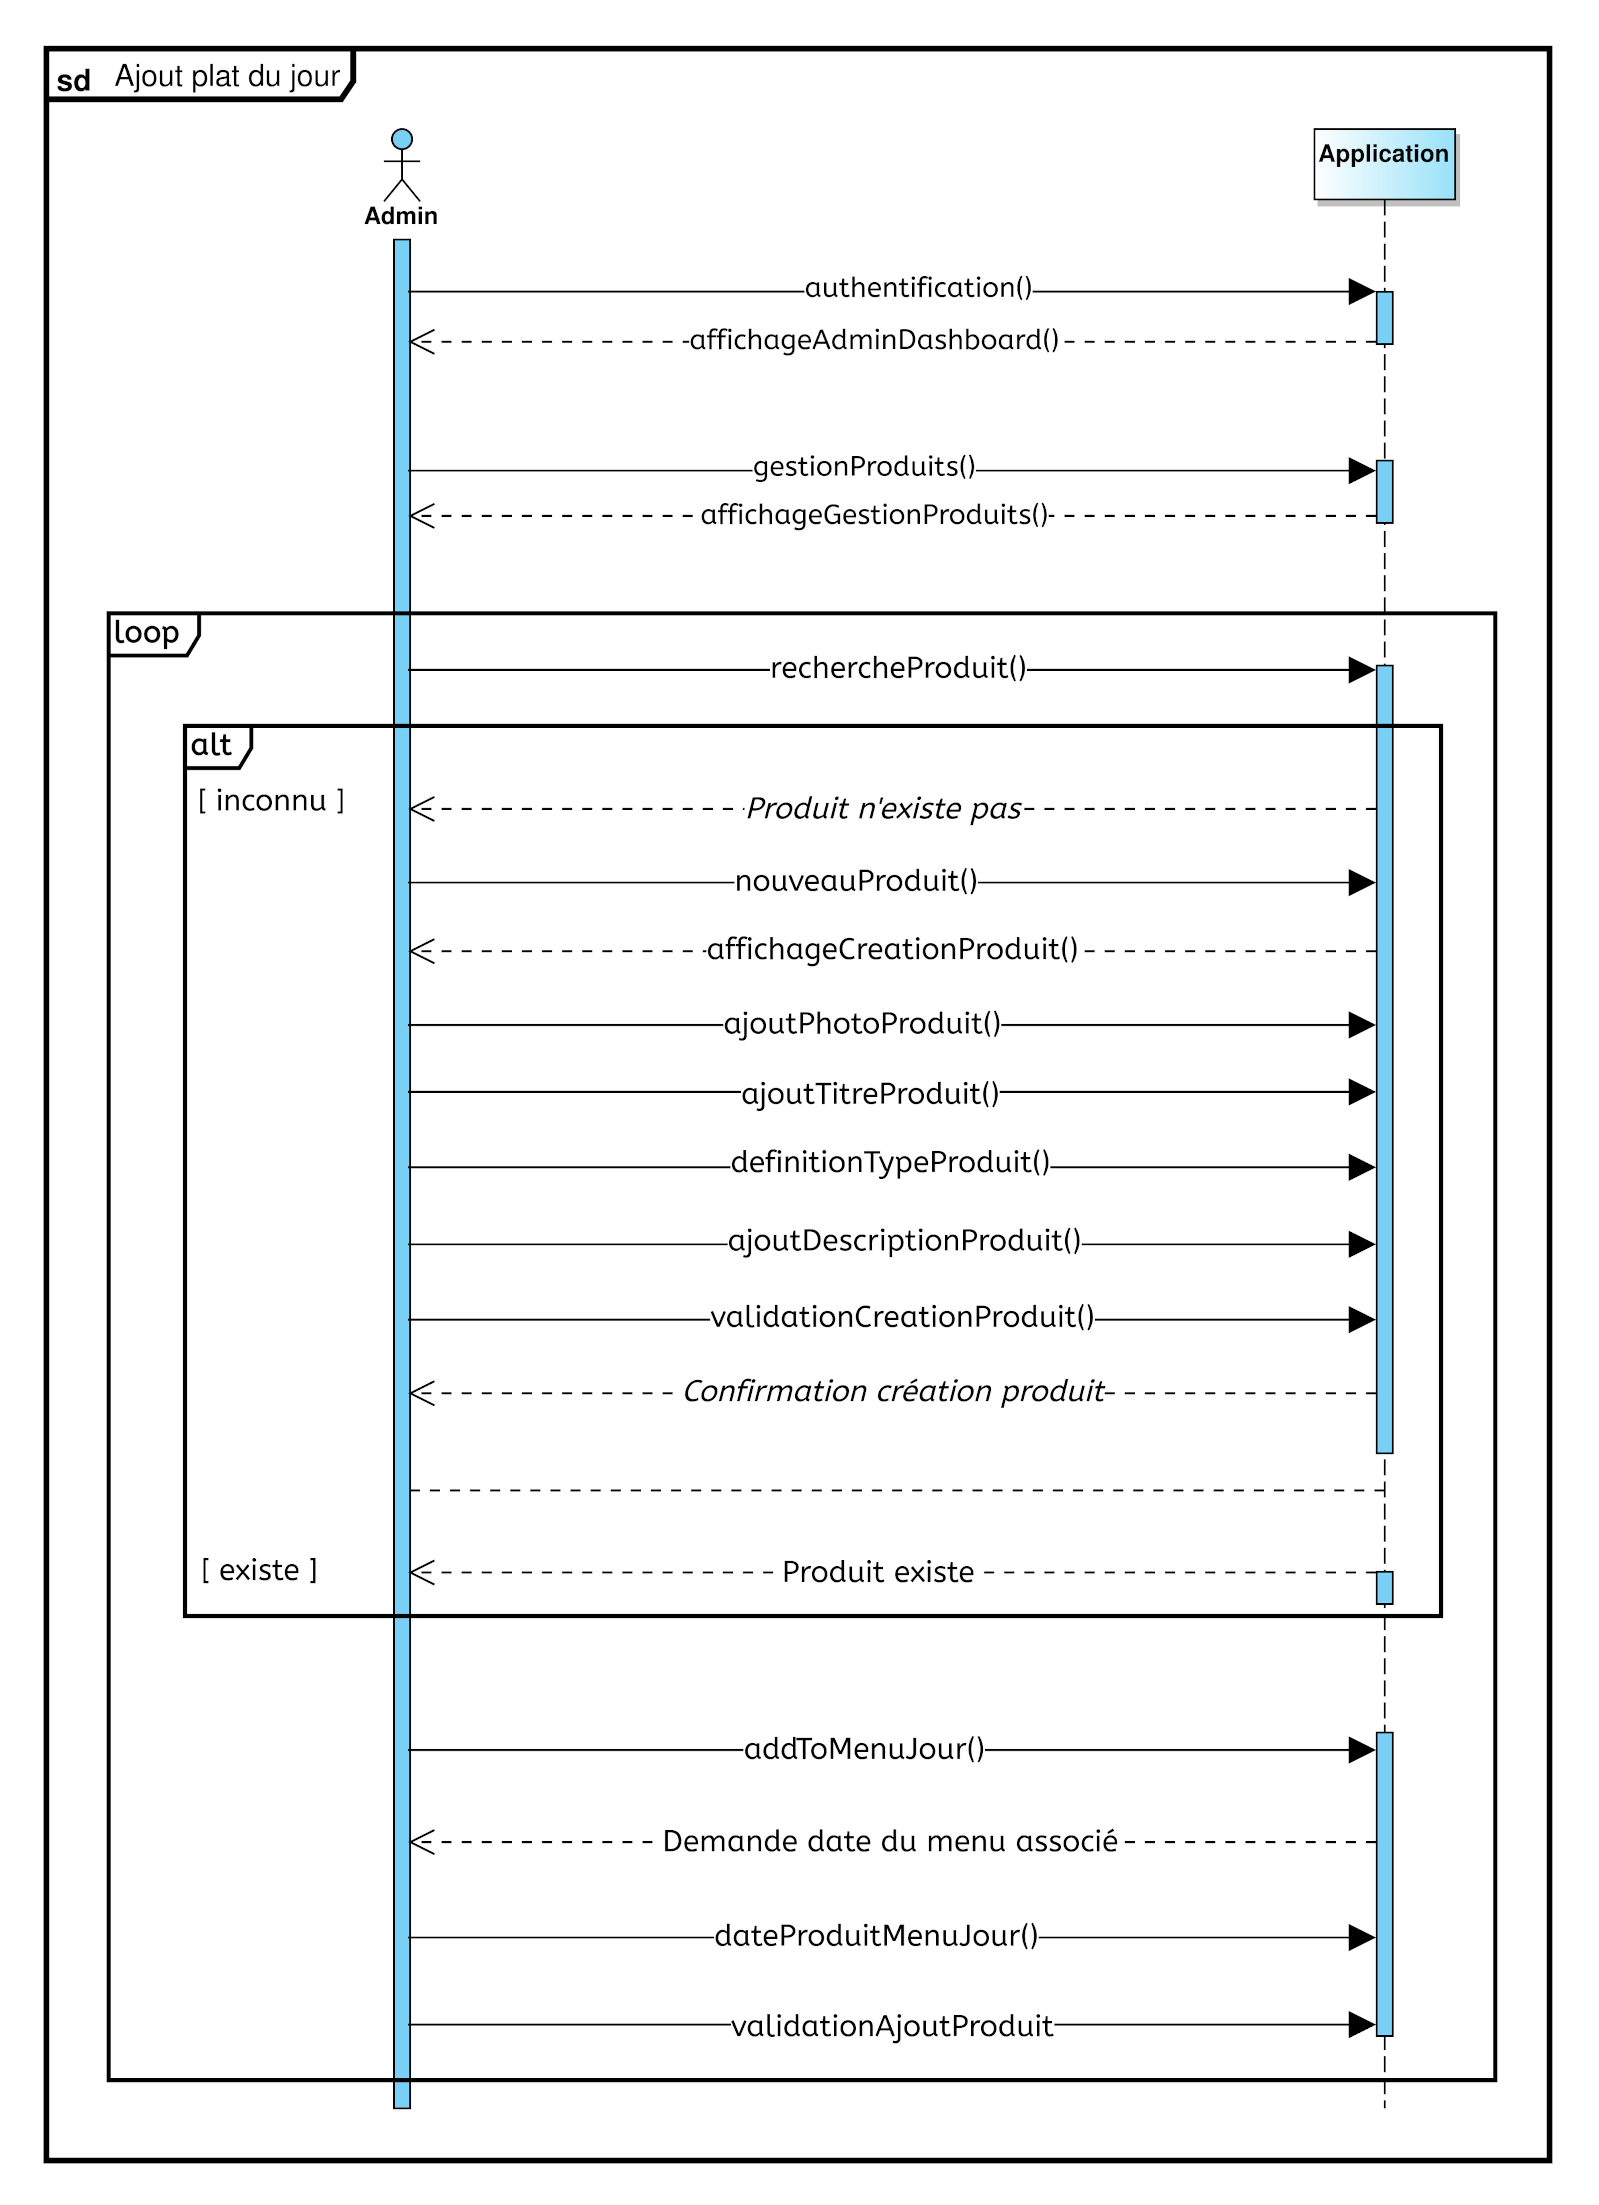 sd Ajout plat du jour
Admin
Application
authentification()
affichageAdminDashboard()
gestionProduits()
affichageGestionProduits()
loop
rechercheProduit()
alt
[ inconnu ]
Produit n'existe pas
nouveauProduit()
affichageCreationProduit()
ajoutPhotoProduit()
ajoutTitreProduit()
definitionTypeProduit()
ajoutDescriptionProduit()
validationCreationProduit()
Confirmation création produit
[ existe ]
Produit existe
addToMenuJour()
Demande date du menu associé
dateProduitMenuJour()
validationAjoutProduit